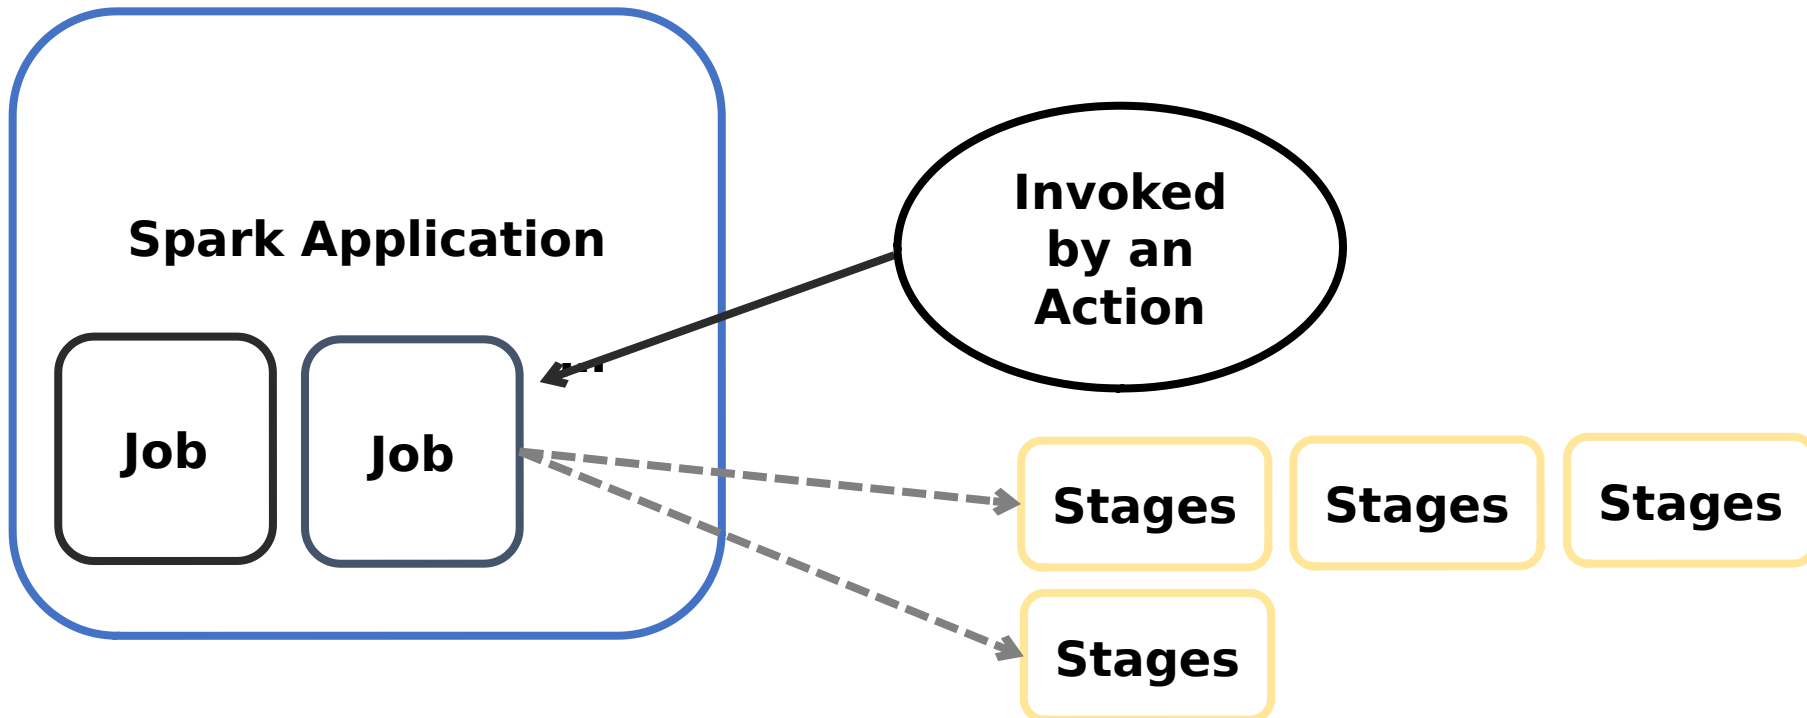 Spark Application
Job
Job
...
Invoked
by an
Action
Stages
Stages
Stages
Stages